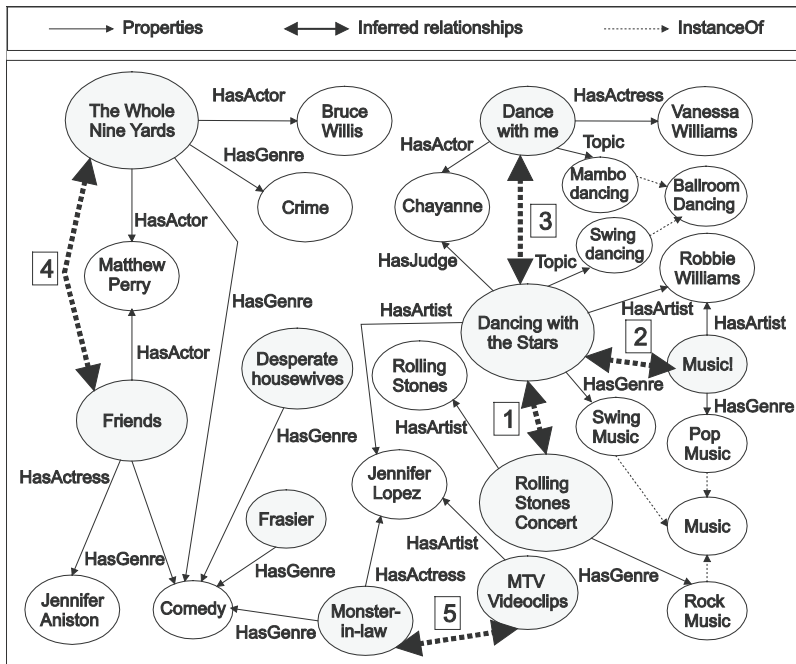 Properties
Inferred relationships
InstanceOf
The Whole
Nine Yards
HasActor
Bruce
Willis
HasGenre
Crime
HasActor
Matthew
Perry
HasGenre
4
HasActor
Friends
HasActress
HasGenre
Jennifer
Aniston
Comedy
Desperate
housewives
HasGenre
Frasier
HasGenre
HasGenre
Monster-
in-law
HasActress
5
Dance
with me
HasActress
Vanessa
Williams
HasActor
Topic
Mambo
dancing
Ballroom
Dancing
Chayanne
3
Swing
dancing
HasJudge
Topic
Robbie
Williams
HasArtist
Dancing with
the Stars
HasArtist
HasArtist
2
Music!
Rolling
Stones
HasGenre
HasGenre
1
Swing
Music
Pop
Music
HasArtist
Jennifer
Lopez
Rolling
Stones
Concert
Music
HasArtist
HasGenre
MTV
Videoclips
Rock
Music